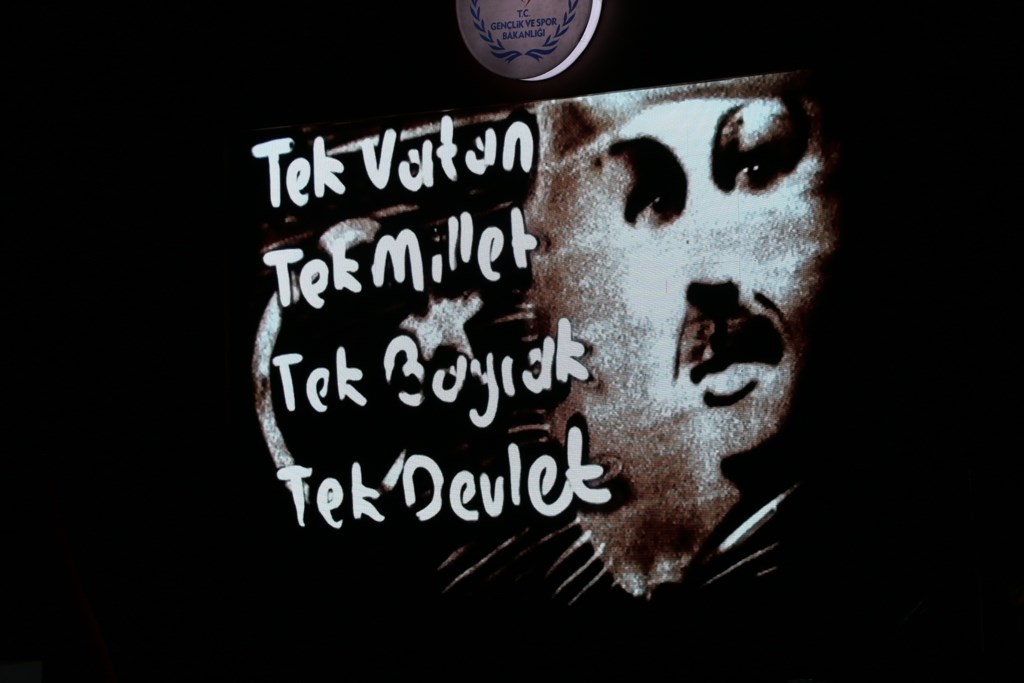 T.C.
GENÇLİK VE SPOR
BAKANLIĞI
Tek Vatan
Tek Millet
Tek Bayrak
Tek Devlet